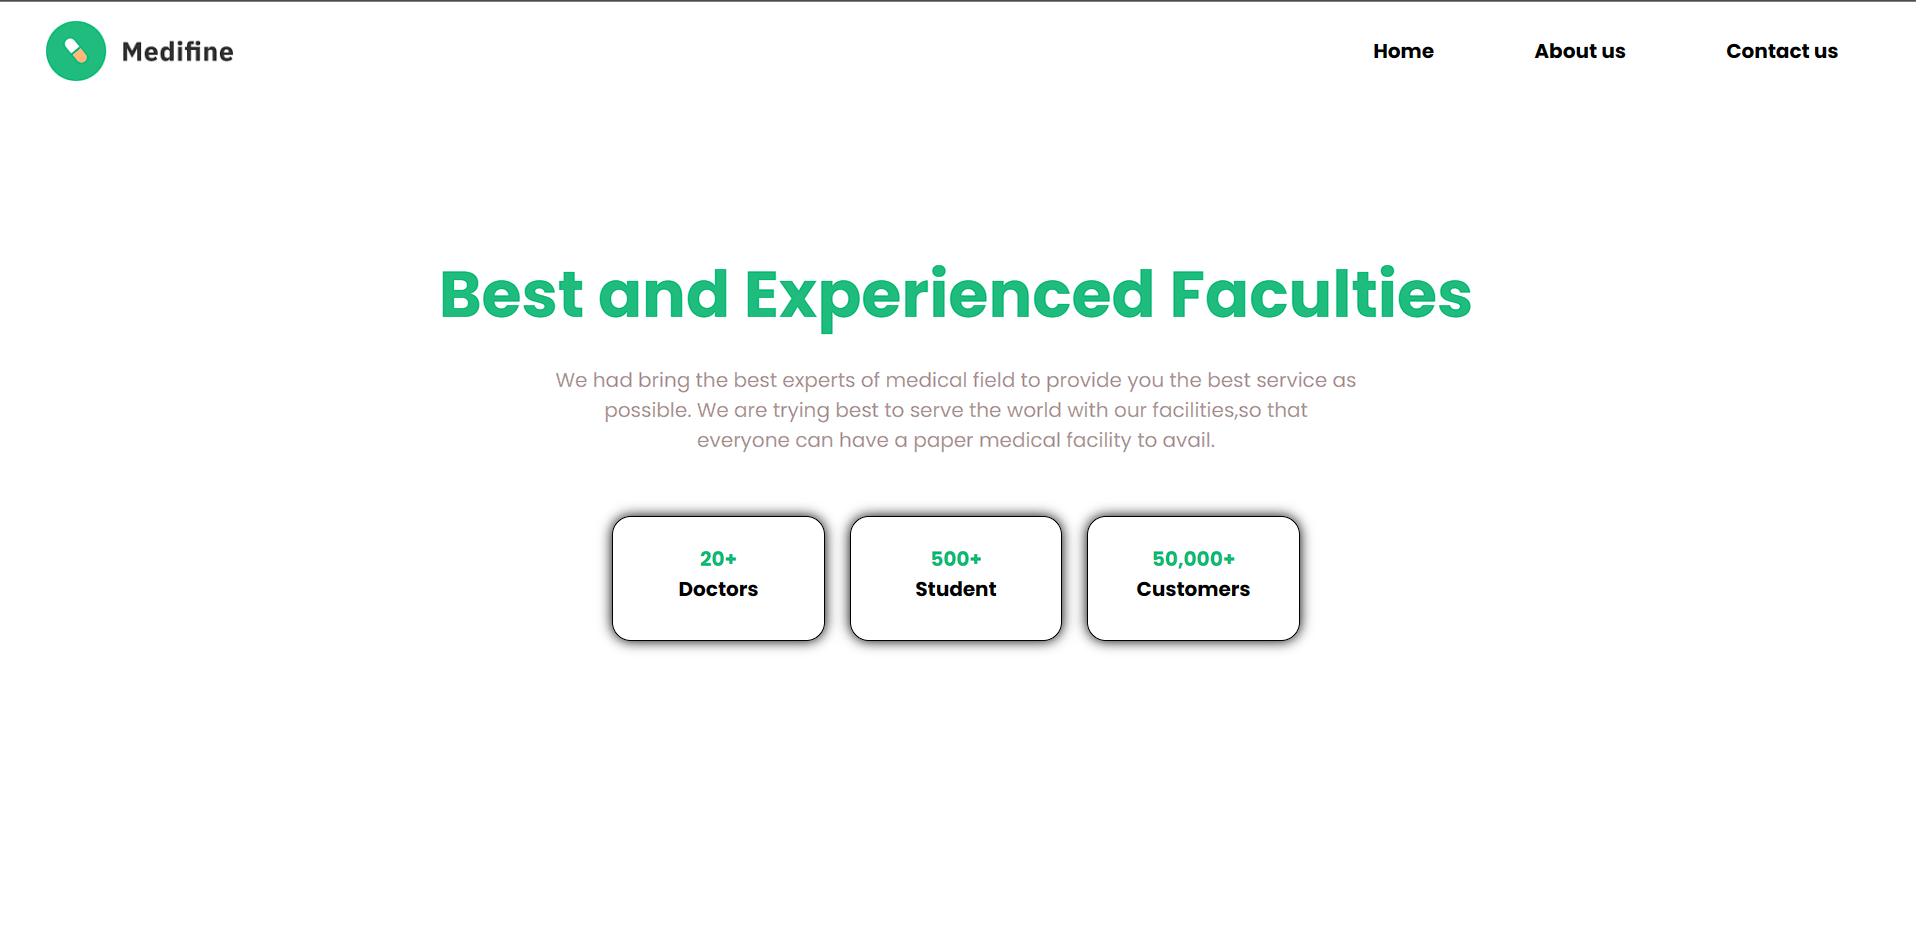 Medifine
Home
About us
Contact us
Best and Experienced Faculties
We had bring the best experts of medical field to provide you the best service as
possible. We are trying best to serve the world with our facilities,so that
everyone can have a paper medical facility to avail.
20+
Doctors
500+
Student
50,000+
Customers